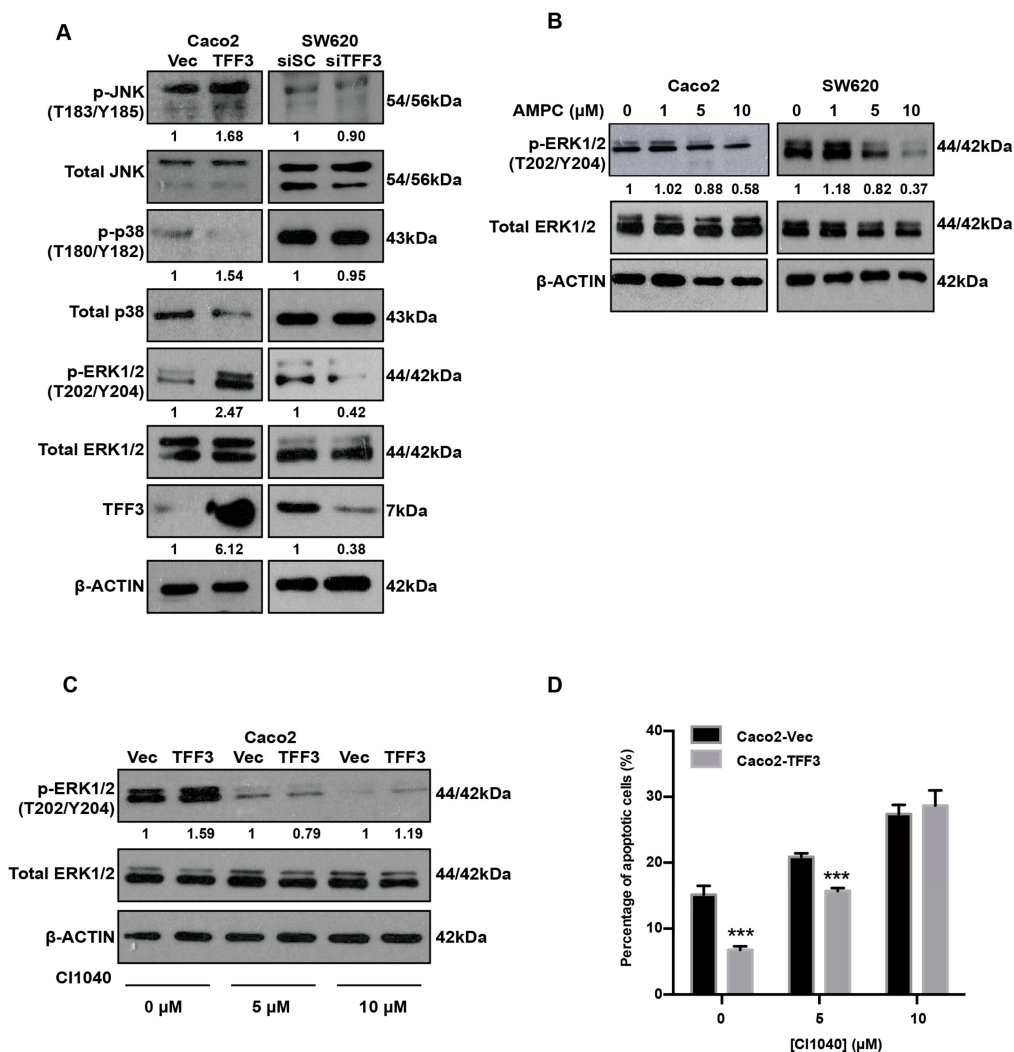 A
Caco2 SW620
Vec TFF3 siSC siTFF3
p-JNK
(T183/Y185)
54/56kDa
1 1.68 1 0.90
Total JNK
54/56kDa
p-p38
(T180/Y182)
43kDa
1 1.54 1 0.95
Total p38
43kDa
p-ERK1/2
(T202/Y204)
44/42kDa
1 2.47 1 0.42
Total ERK1/2
44/42kDa
TFF3
7kDa
1 6.12 1 0.38
β-ACTIN
42kDa
B
Caco2 SW620
AMPC (µM) 0 1 5 10 0 1 5 10
p-ERK1/2
(T202/Y204)
44/42kDa
1 1.02 0.88 0.58 1 1.18 0.82 0.37
Total ERK1/2
44/42kDa
β-ACTIN
42kDa
C
Caco2
Vec TFF3 Vec TFF3 Vec TFF3
p-ERK1/2
(T202/Y204)
44/42kDa
1 1.59 1 0.79 1 1.19
Total ERK1/2
44/42kDa
β-ACTIN
42kDa
CI1040
0 µM 5 µM 10 µM
D
Caco2-Vec
Caco2-TFF3
Percentage of apoptotic cells (%)
40
30
20
10
0
***
***
0 5 10
[CI1040] (µM)